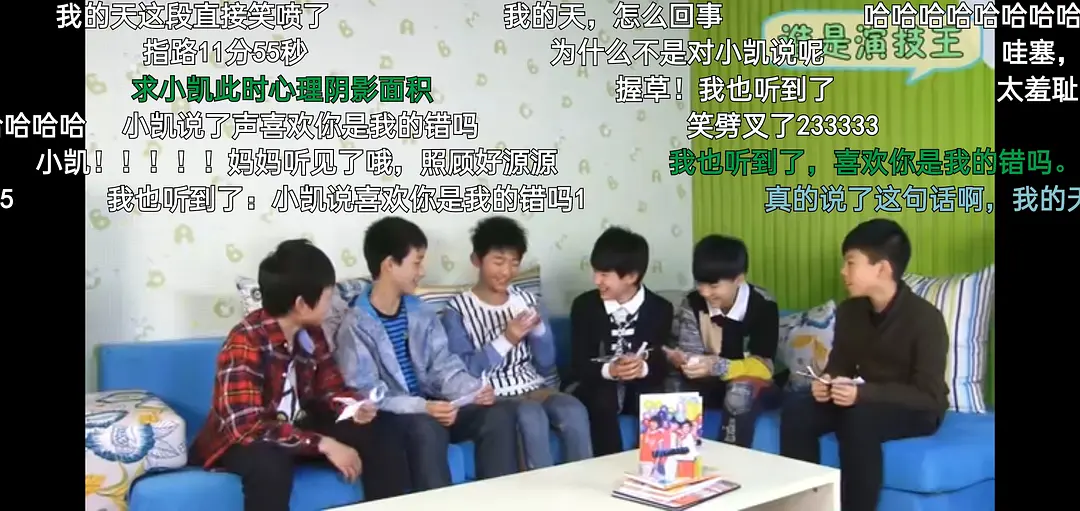 我的天这段直接笑喷了
我的天，怎么回事
哈哈哈哈哈哈哈哈
谁是演技王
指路11分55秒
为什么不是对小凯说呢
哇塞，
求小凯此时心理阴影面积
握草！我也听到了
太羞耻
哈哈哈
小凯说了声喜欢你是我的错吗
笑劈叉了233333
小凯！！！！！妈妈听见了哦，照顾好源源
我也听到了，喜欢你是我的错吗。
5
我也听到了：小凯说喜欢你是我的错吗1
真的说了这句话啊，我的天